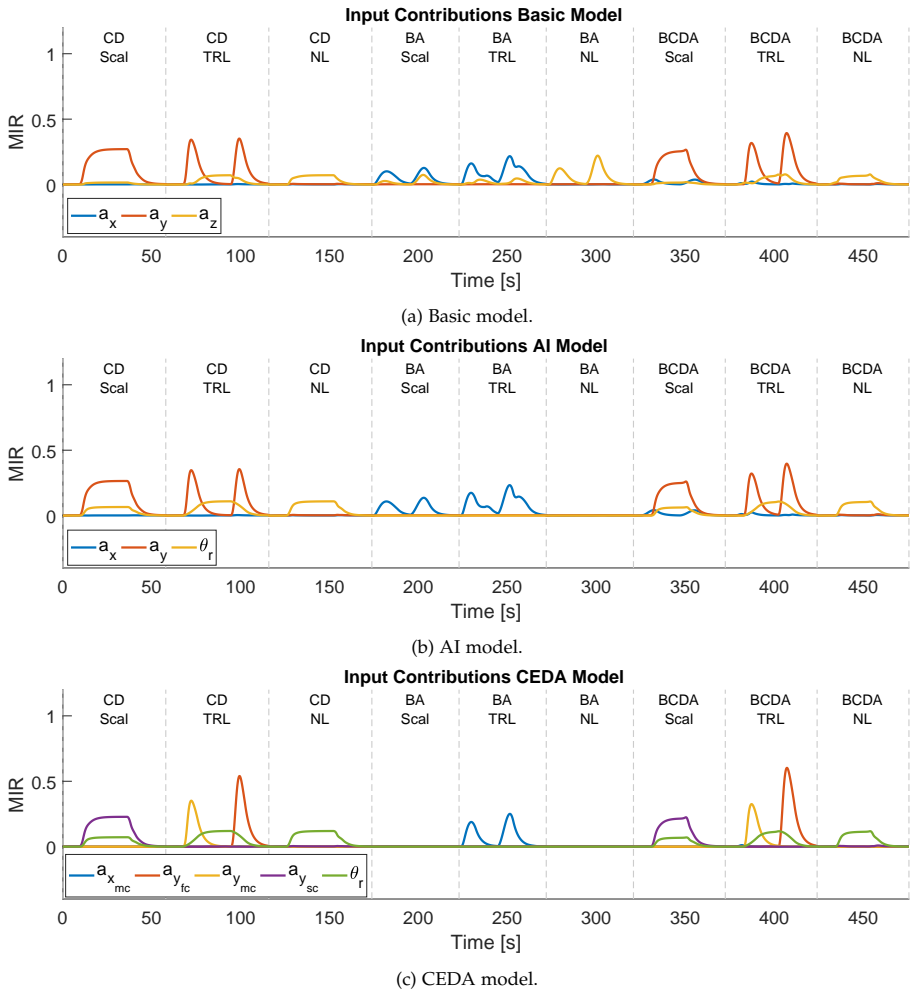 Input Contributions Basic Model
CD CD CD BA BA BA BCDA BCDA BCDA
Scal TRL NL Scal TRL NL Scal TRL NL
1
0.5
0
MIR
a_x a_y a_z
0 50 100 150 200 250 300 350 400 450
Time [s]
(a) Basic model.
Input Contributions AI Model
CD CD CD BA BA BA BCDA BCDA BCDA
Scal TRL NL Scal TRL NL Scal TRL NL
1
0.5
0
MIR
a_x a_y θ_r
0 50 100 150 200 250 300 350 400 450
Time [s]
(b) AI model.
Input Contributions CEDA Model
CD CD CD BA BA BA BCDA BCDA BCDA
Scal TRL NL Scal TRL NL Scal TRL NL
1
0.5
0
MIR
a_x_mc a_y_fc a_y_mc a_y_sc θ_r
0 50 100 150 200 250 300 350 400 450
Time [s]
(c) CEDA model.